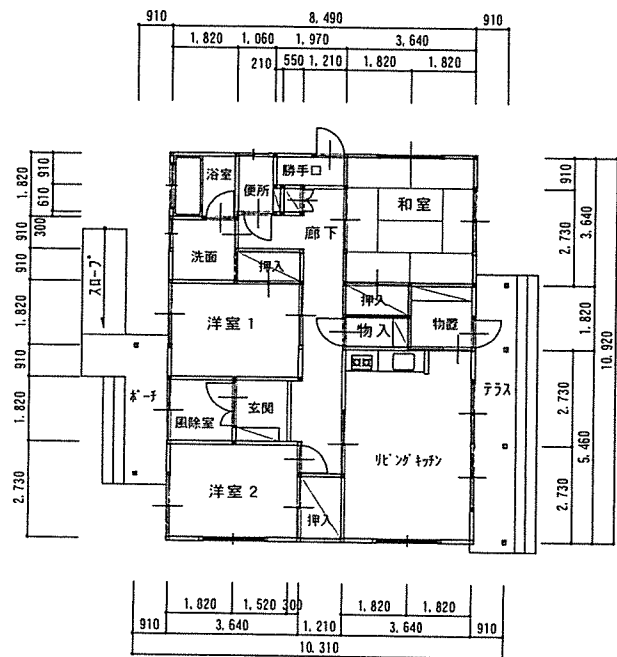 910 8,490 910
1,820 1,060 1,970 3,640
210 550 1,210 1,820 1,820
浴室
便所
勝手口
和室
洗面
押入
廊下
洋室1
押入
物入
物置
スロープ
ポーチ
風除室
玄関
リビングキッチン
テラス
洋室2
押入
1,820
910
610
300
910
910
1,820
910
1,820
2,730
910
2,730
3,640
1,820
2,730
5,460
2,730
10,920
1,820 1,520 300 1,820 1,820
910 3,640 1,210 3,640 910
10,310